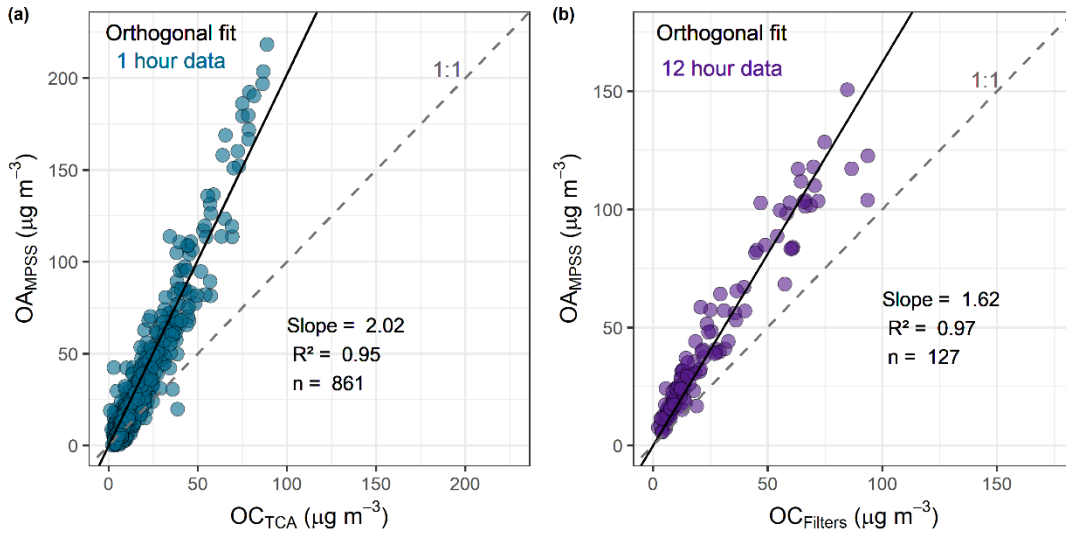 (a)
Orthogonal fit
1 hour data
1:1
200
150
100
50
0
OA_MPSS (μg m⁻³)
Slope = 2.02
R² = 0.95
n = 861
0 50 100 150 200
OC_TCA (μg m⁻³)
(b)
Orthogonal fit
12 hour data
1:1
150
100
50
0
OA_MPSS (μg m⁻³)
Slope = 1.62
R² = 0.97
n = 127
0 50 100 150
OC_Filters (μg m⁻³)